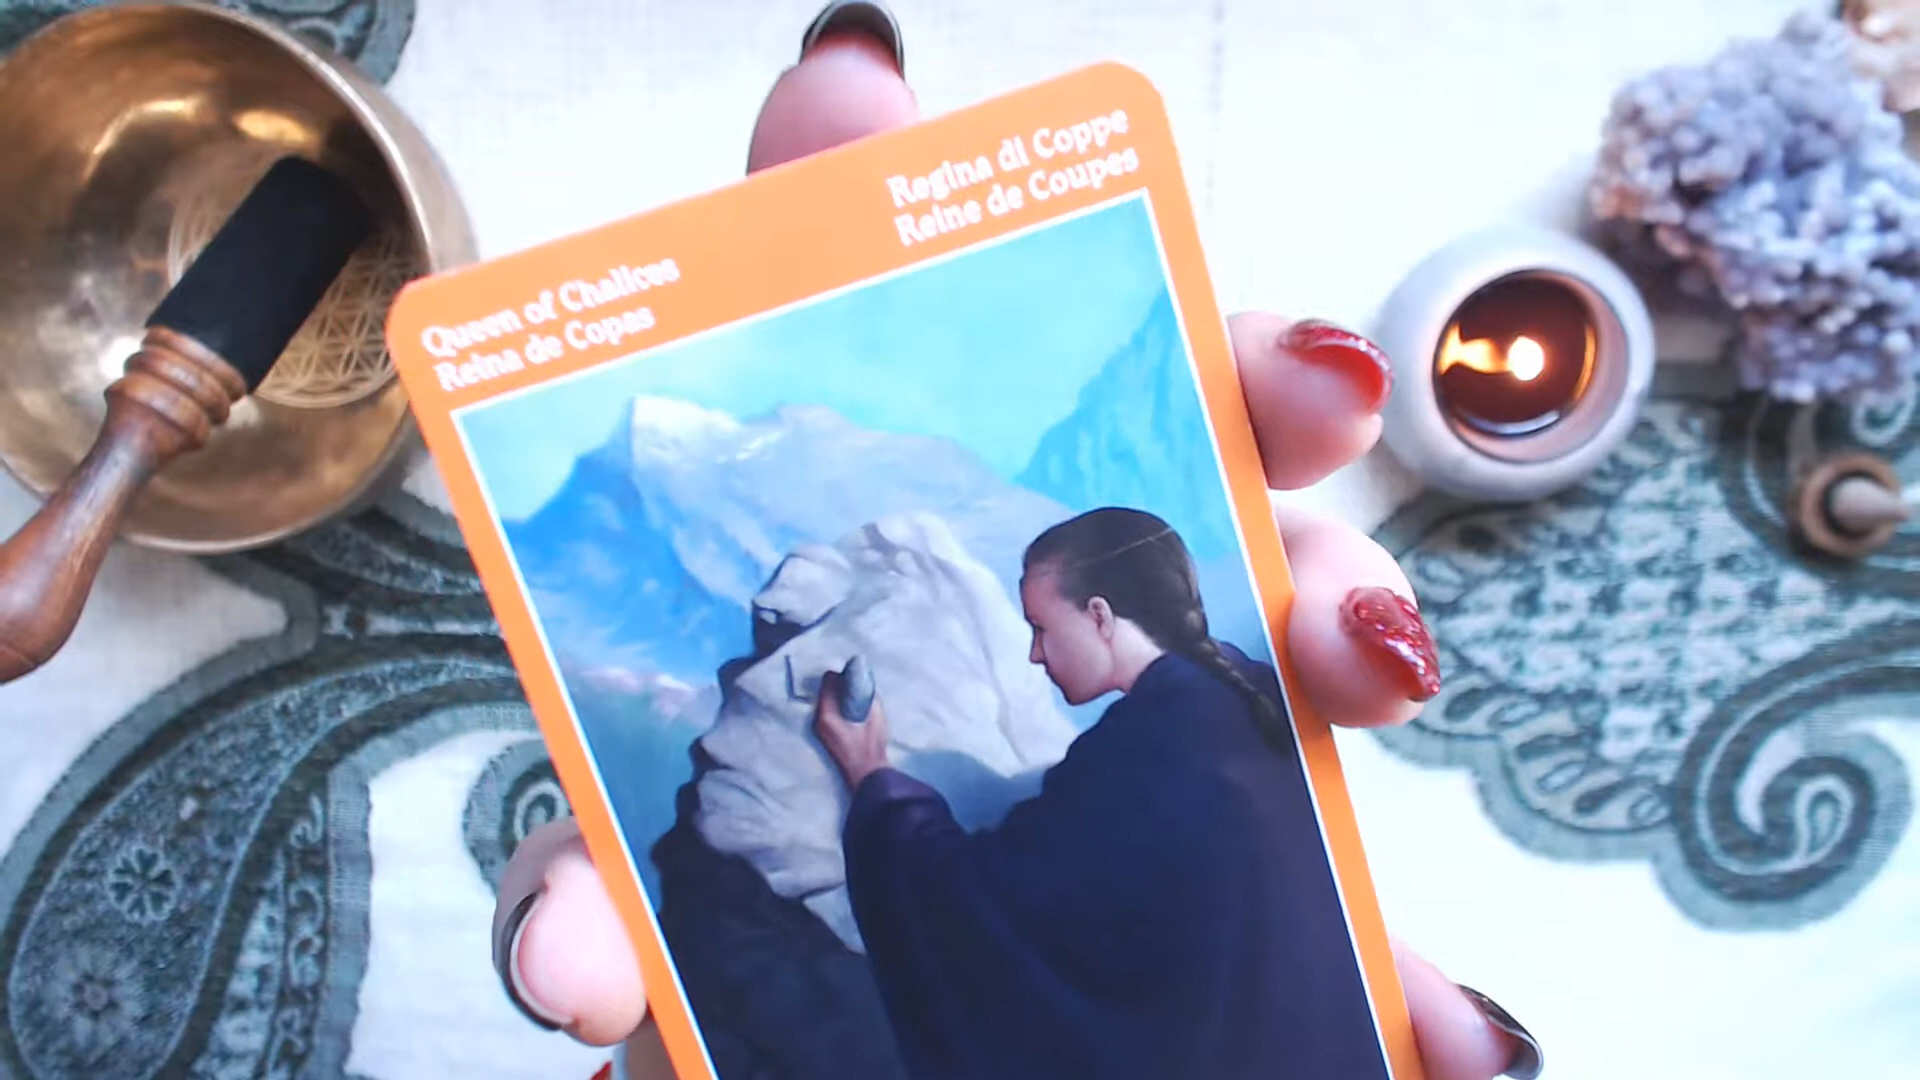 Queen of Chalices
Reina de Copas
Regina di Coppe
Reine de Coupes